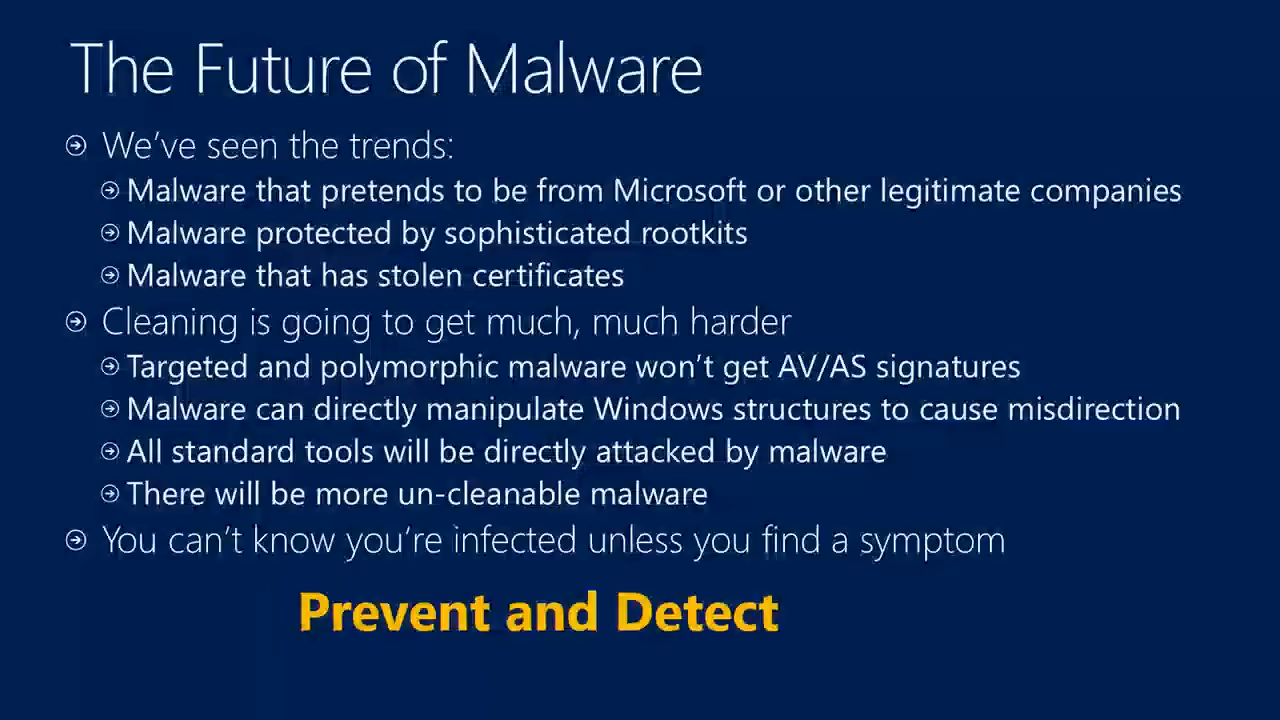 The Future of Malware
We've seen the trends:
Malware that pretends to be from Microsoft or other legitimate companies
Malware protected by sophisticated rootkits
Malware that has stolen certificates
Cleaning is going to get much, much harder
Targeted and polymorphic malware won't get AV/AS signatures
Malware can directly manipulate Windows structures to cause misdirection
All standard tools will be directly attacked by malware
There will be more un-cleanable malware
You can't know you're infected unless you find a symptom
Prevent and Detect